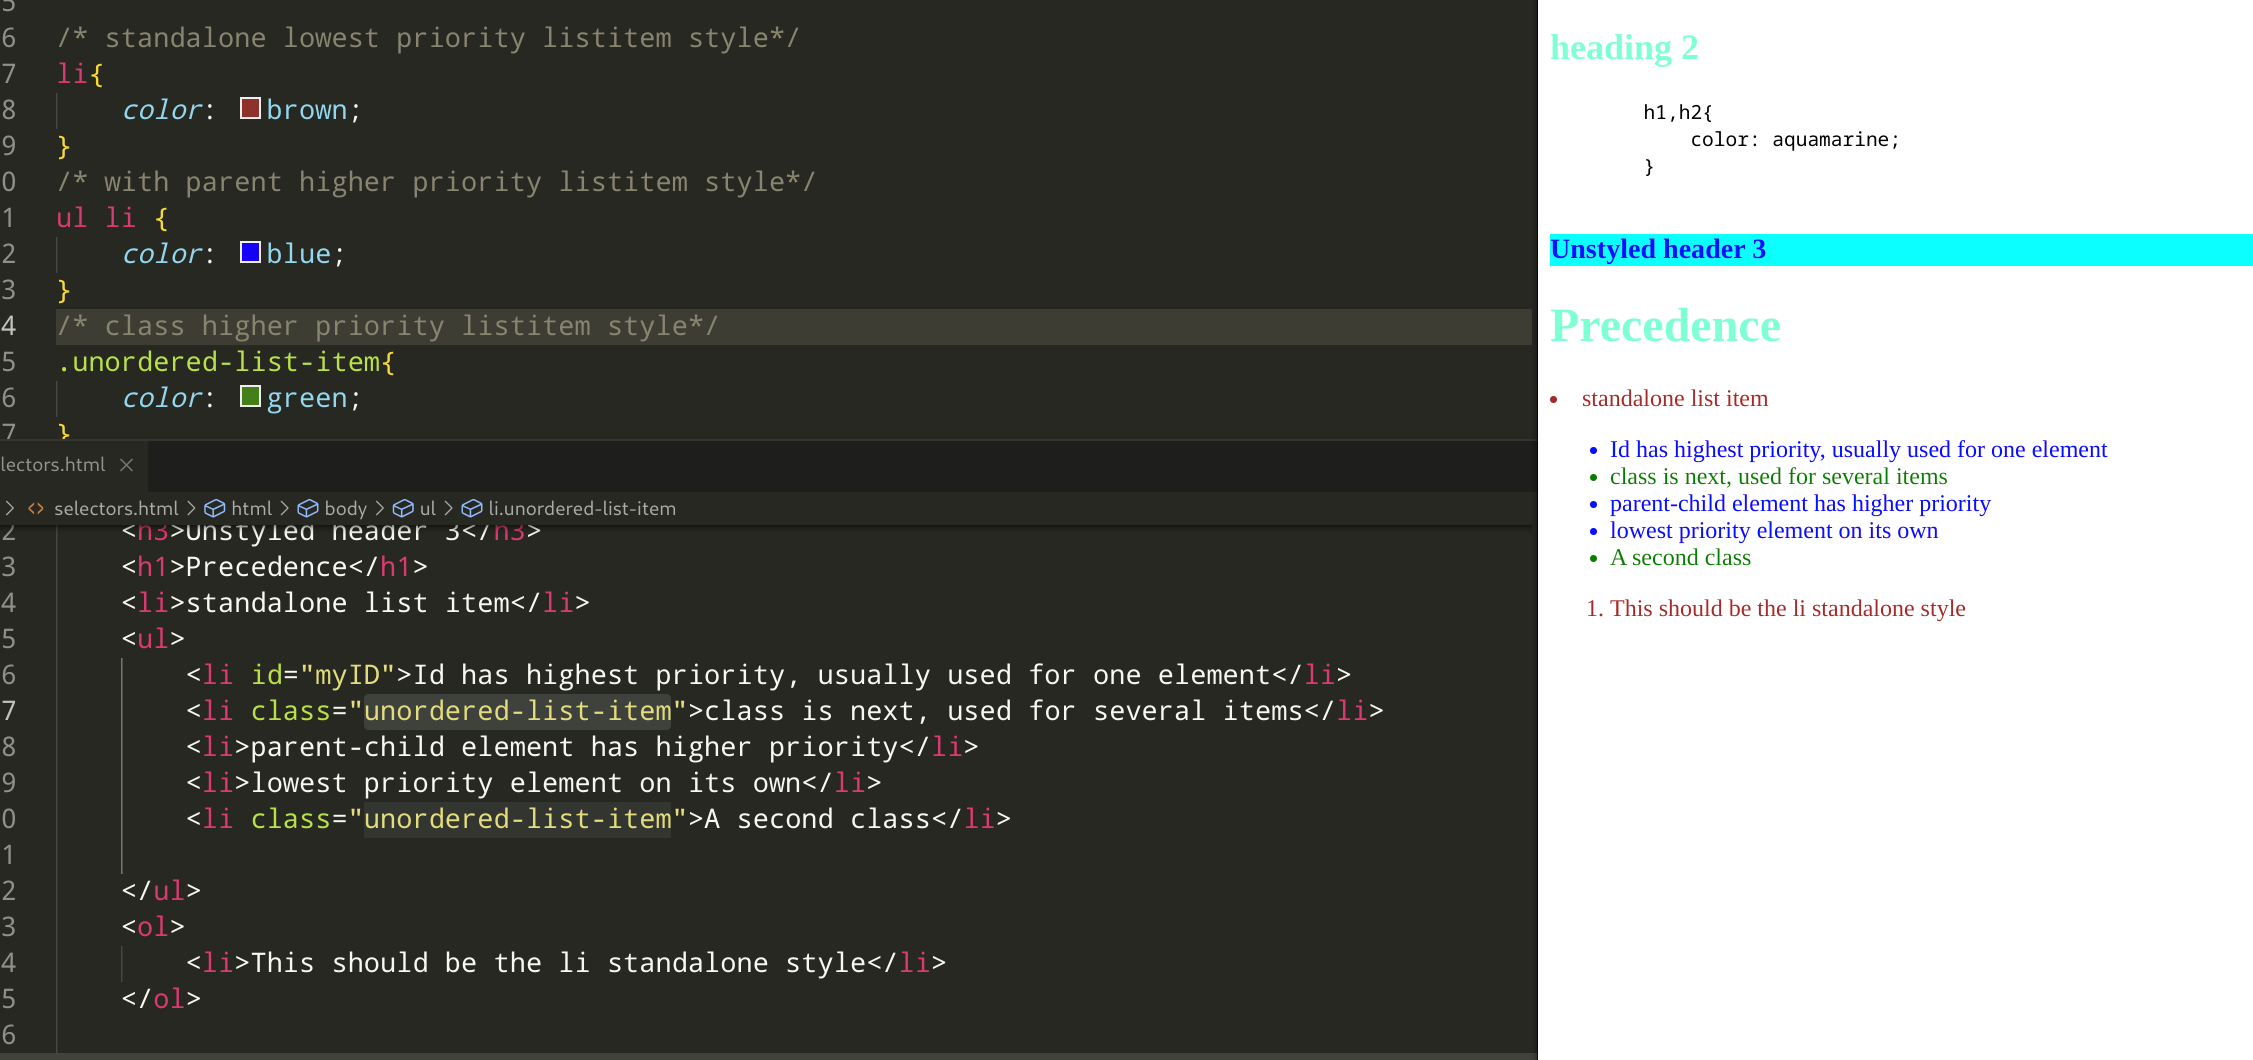 5
6 /* standalone lowest priority listitem style*/
7 li{
8 color: brown;
9 }
0 /* with parent higher priority listitem style*/
1 ul li {
2 color: blue;
3 }
4 /* class higher priority listitem style*/
5 .unordered-list-item{
6 color: green;
7 }
lectors.html
selectors.html html body ul li.unordered-list-item
2 <h3>Unstyled header 3</h3>
3 <h1>Precedence</h1>
4 <li>standalone list item</li>
5 <ul>
6 <li id="myID">Id has highest priority, usually used for one element</li>
7 <li class="unordered-list-item">class is next, used for several items</li>
8 <li>parent-child element has higher priority</li>
9 <li>lowest priority element on its own</li>
0 <li class="unordered-list-item">A second class</li>
1
2 </ul>
3 <ol>
4 <li>This should be the li standalone style</li>
5 </ol>
6
heading 2
h1,h2{
color: aquamarine;
}
Unstyled header 3
Precedence
• standalone list item
• Id has highest priority, usually used for one element
• class is next, used for several items
• parent-child element has higher priority
• lowest priority element on its own
• A second class
1. This should be the li standalone style